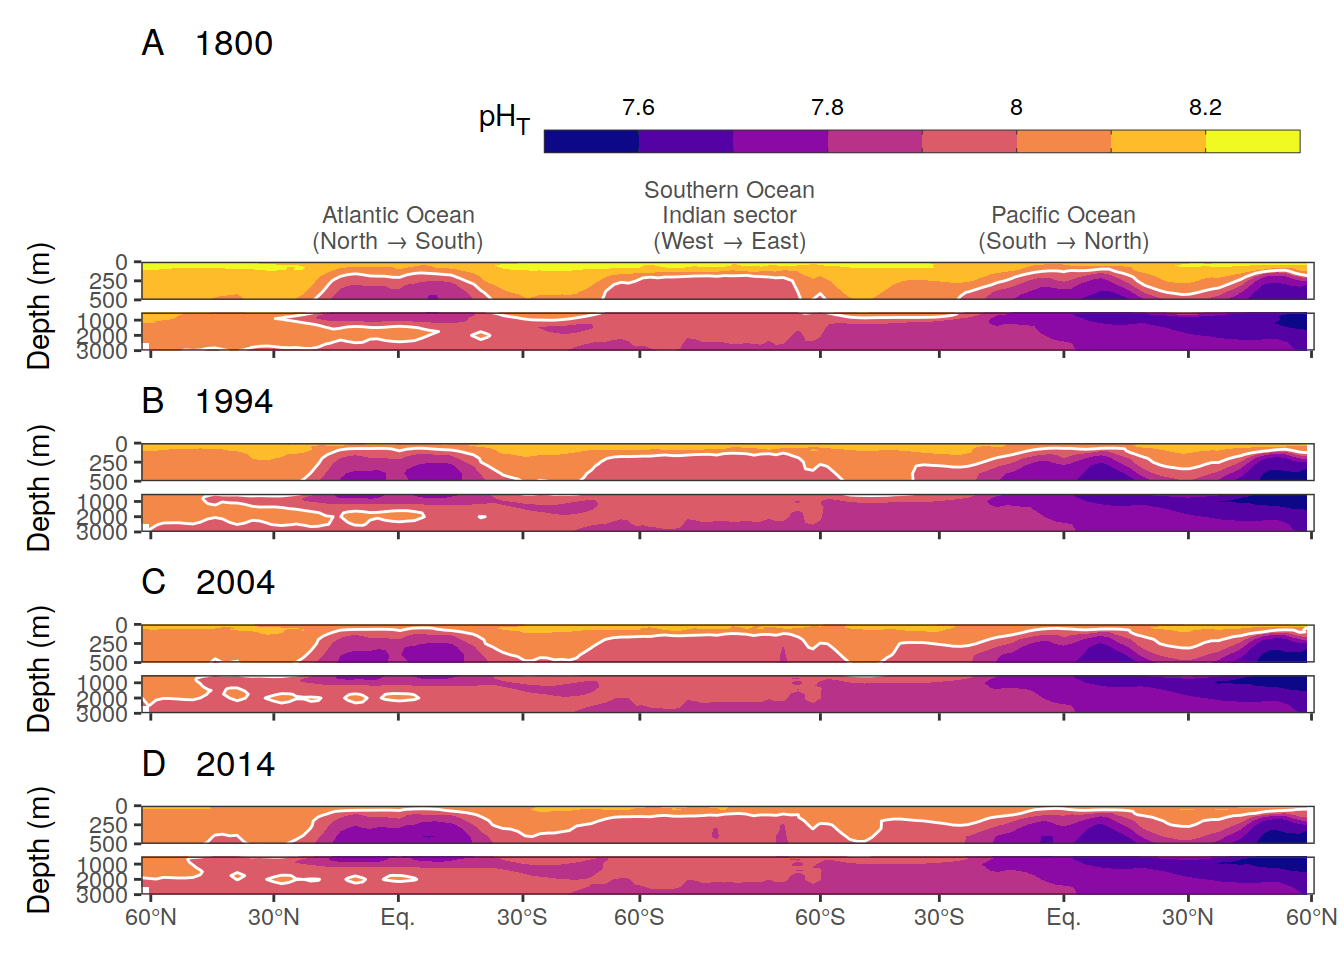 A 1800
pHT
7.6 7.8 8 8.2
Atlantic Ocean
(North → South)
Southern Ocean
Indian sector
(West → East)
Pacific Ocean
(South → North)
Depth (m)
0
250
500
1000
2000
3000
B 1994
Depth (m)
0
250
500
1000
2000
3000
C 2004
Depth (m)
0
250
500
1000
2000
3000
D 2014
Depth (m)
0
250
500
1000
2000
3000
60°N 30°N Eq. 30°S 60°S 60°S 30°S Eq. 30°N 60°N